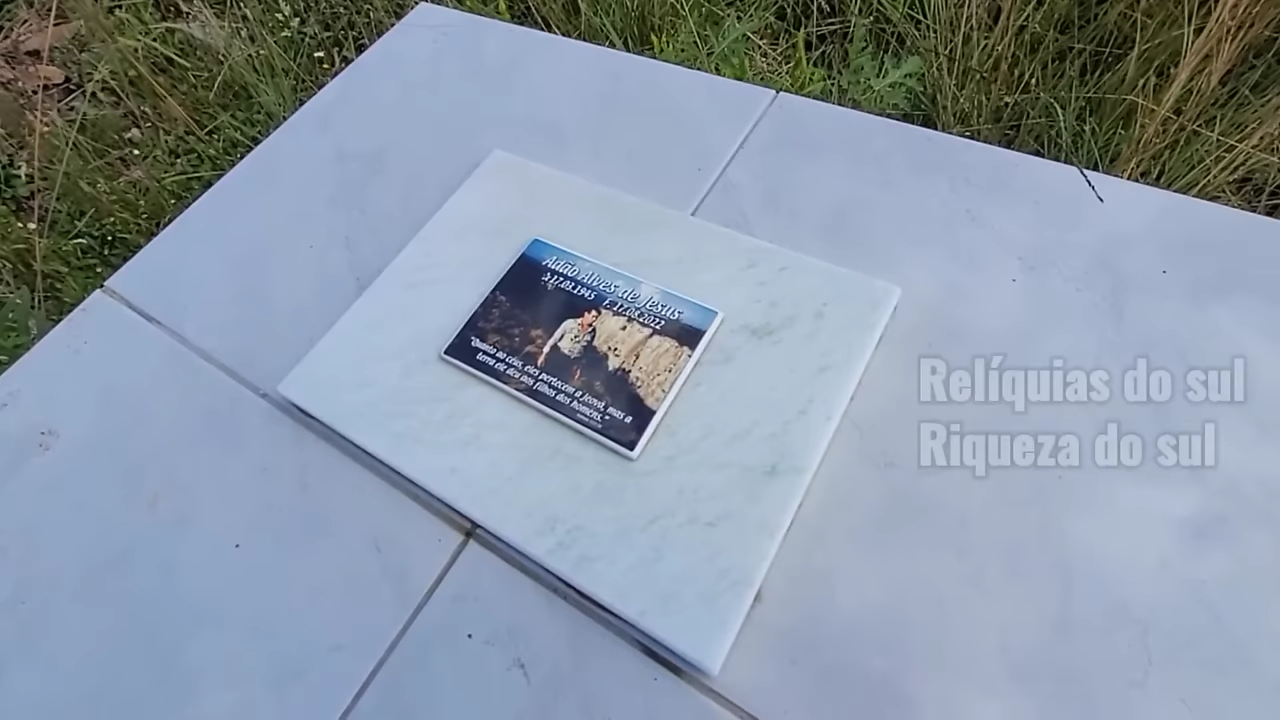 Adão Alves de Jesus
☆17.03.1945 †. 17.08.2022
"Quanto ao céus, eles pertecem a Jeová, mas a
terra ele deu aos filhos dos homens."
Relíquias do sul
Riqueza do sul